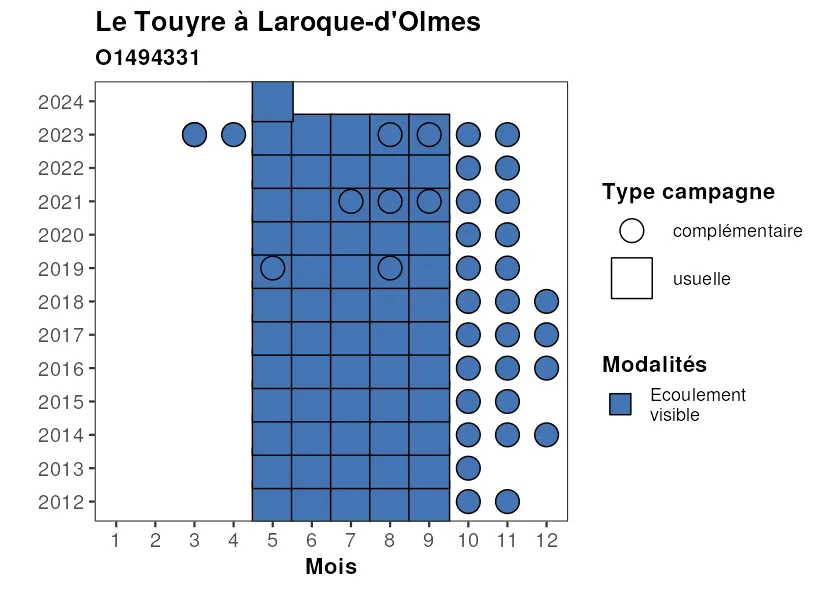 Le Touyre à Laroque-d'Olmes
O1494331
2024
2023
2022
2021
2020
2019
2018
2017
2016
2015
2014
2013
2012
1 2 3 4 5 6 7 8 9 10 11 12
Mois
Type campagne
complémentaire
usuelle
Modalités
Ecoulement
visible